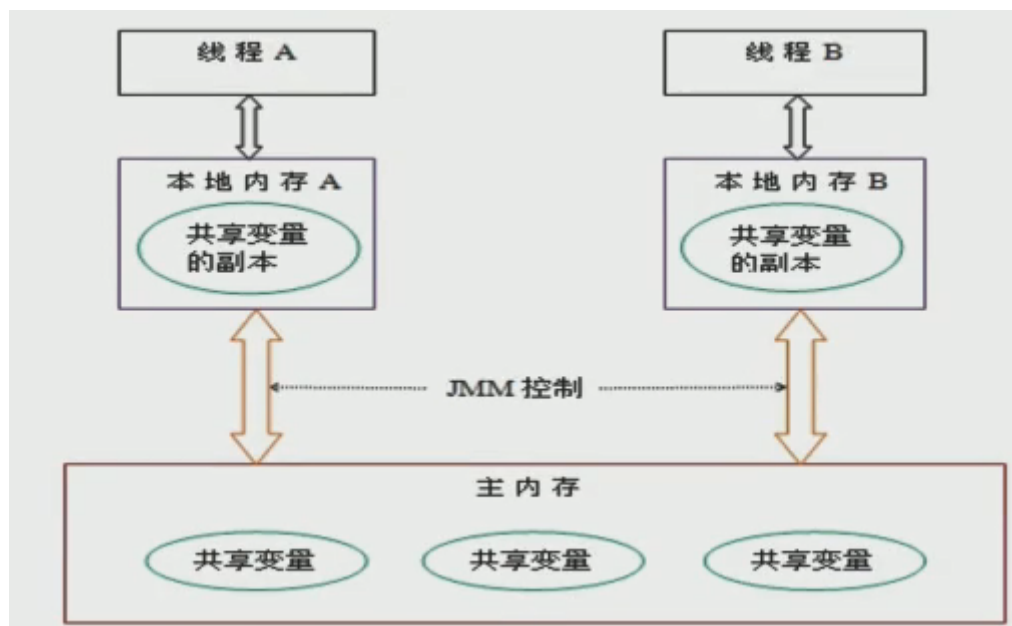 线程 A
线程 B
本地内存 A
本地内存 B
共享变量
的副本
共享变量
的副本
JMM 控制
主内存
共享变量
共享变量
共享变量